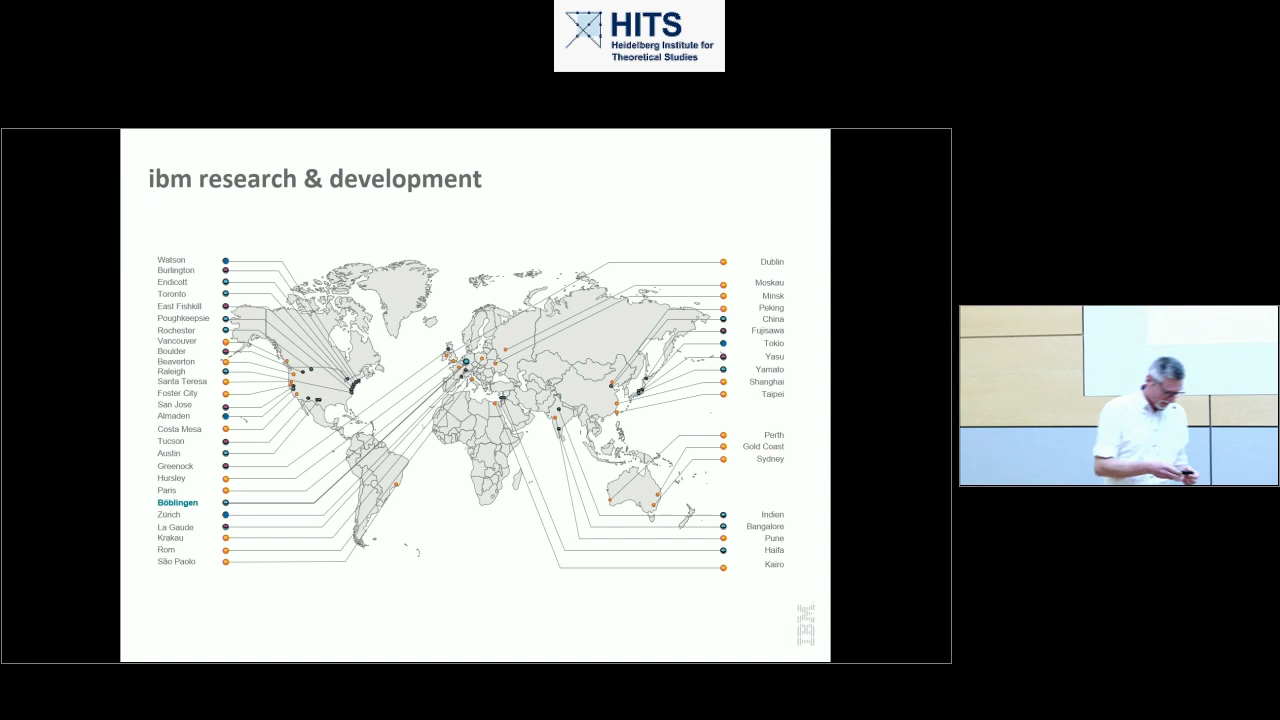 HITS
Heidelberg Institute for
Theoretical Studies
ibm research & development
Watson
Burlington
Endicott
Toronto
East Fishkill
Poughkeepsie
Rochester
Vancouver
Boulder
Beaverton
Raleigh
Santa Teresa
Foster City
San Jose
Almaden
Costa Mesa
Tucson
Austin
Greenock
Hursley
Paris
Böblingen
Zürich
La Gaude
Krakau
Rom
São Paolo
Dublin
Moskau
Minsk
Peking
China
Fujisawa
Tokio
Yasu
Yamato
Shanghai
Taipei
Perth
Gold Coast
Sydney
Indien
Bangalore
Pune
Haifa
Kairo
IBM